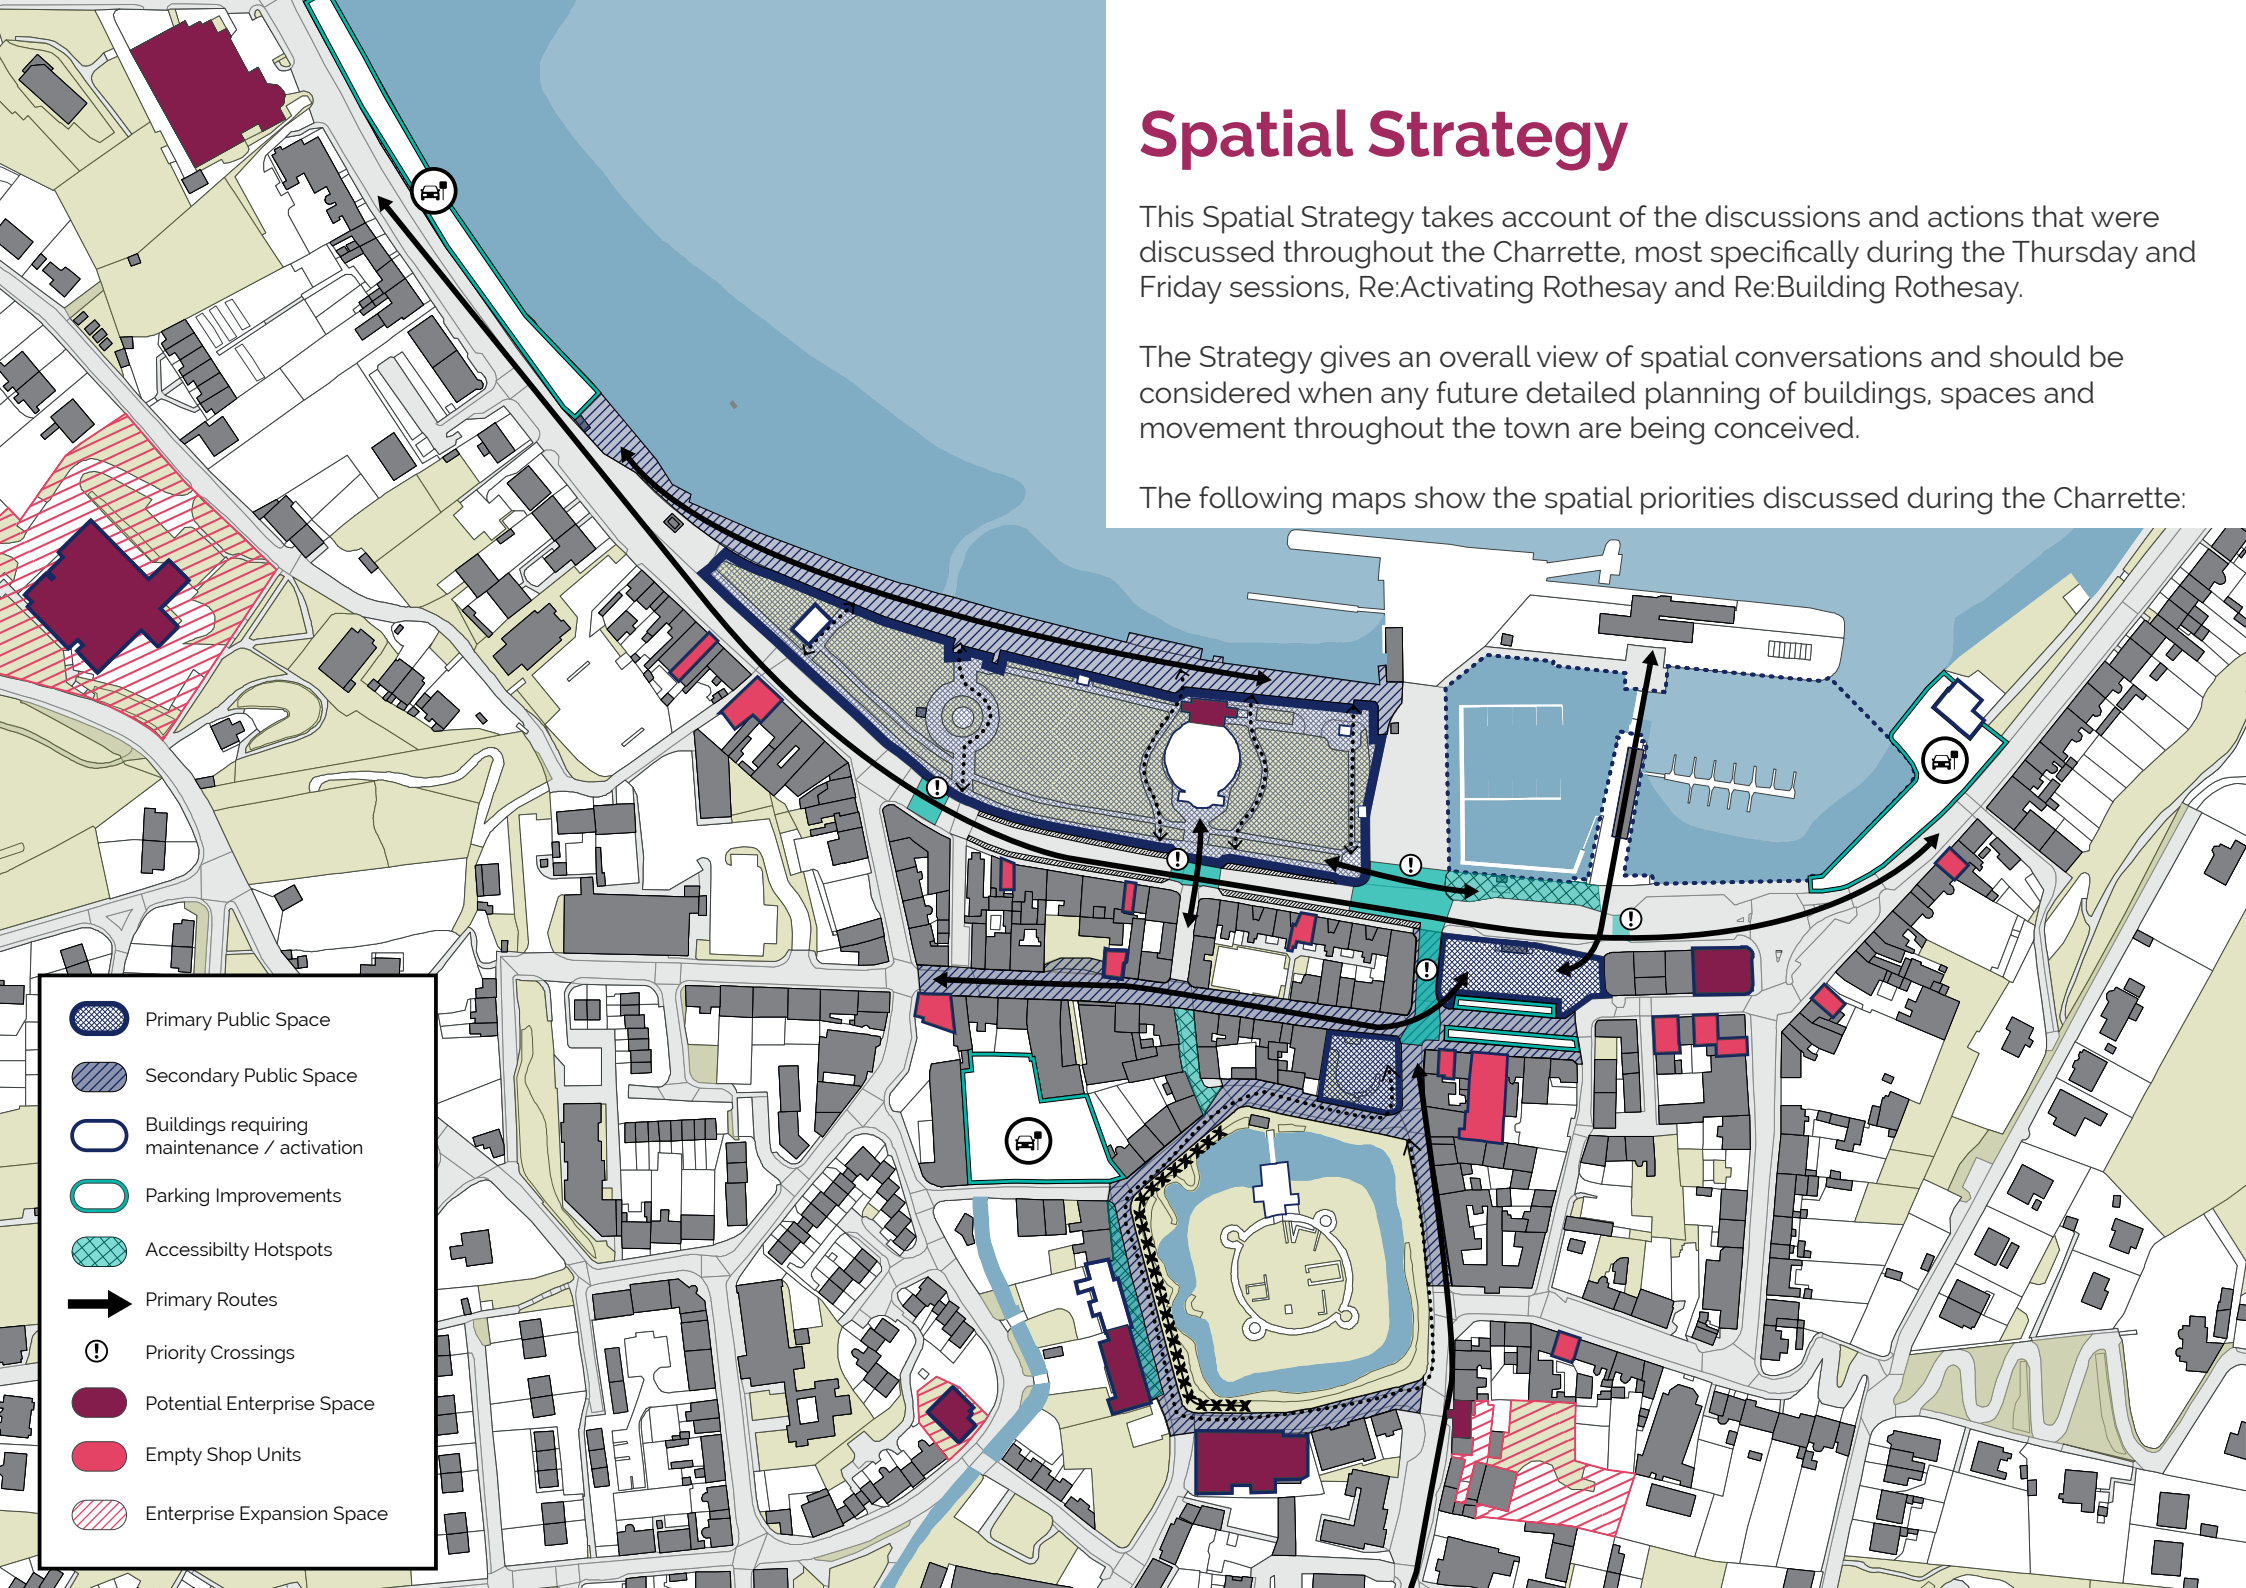 Spatial Strategy
This Spatial Strategy takes account of the discussions and actions that were
discussed throughout the Charrette, most specifically during the Thursday and
Friday sessions, Re:Activating Rothesay and Re:Building Rothesay.
The Strategy gives an overall view of spatial conversations and should be
considered when any future detailed planning of buildings, spaces and
movement throughout the town are being conceived.
The following maps show the spatial priorities discussed during the Charrette:
Primary Public Space
Secondary Public Space
Buildings requiring
maintenance / activation
Parking Improvements
Accessibilty Hotspots
Primary Routes
Priority Crossings
Potential Enterprise Space
Empty Shop Units
Enterprise Expansion Space